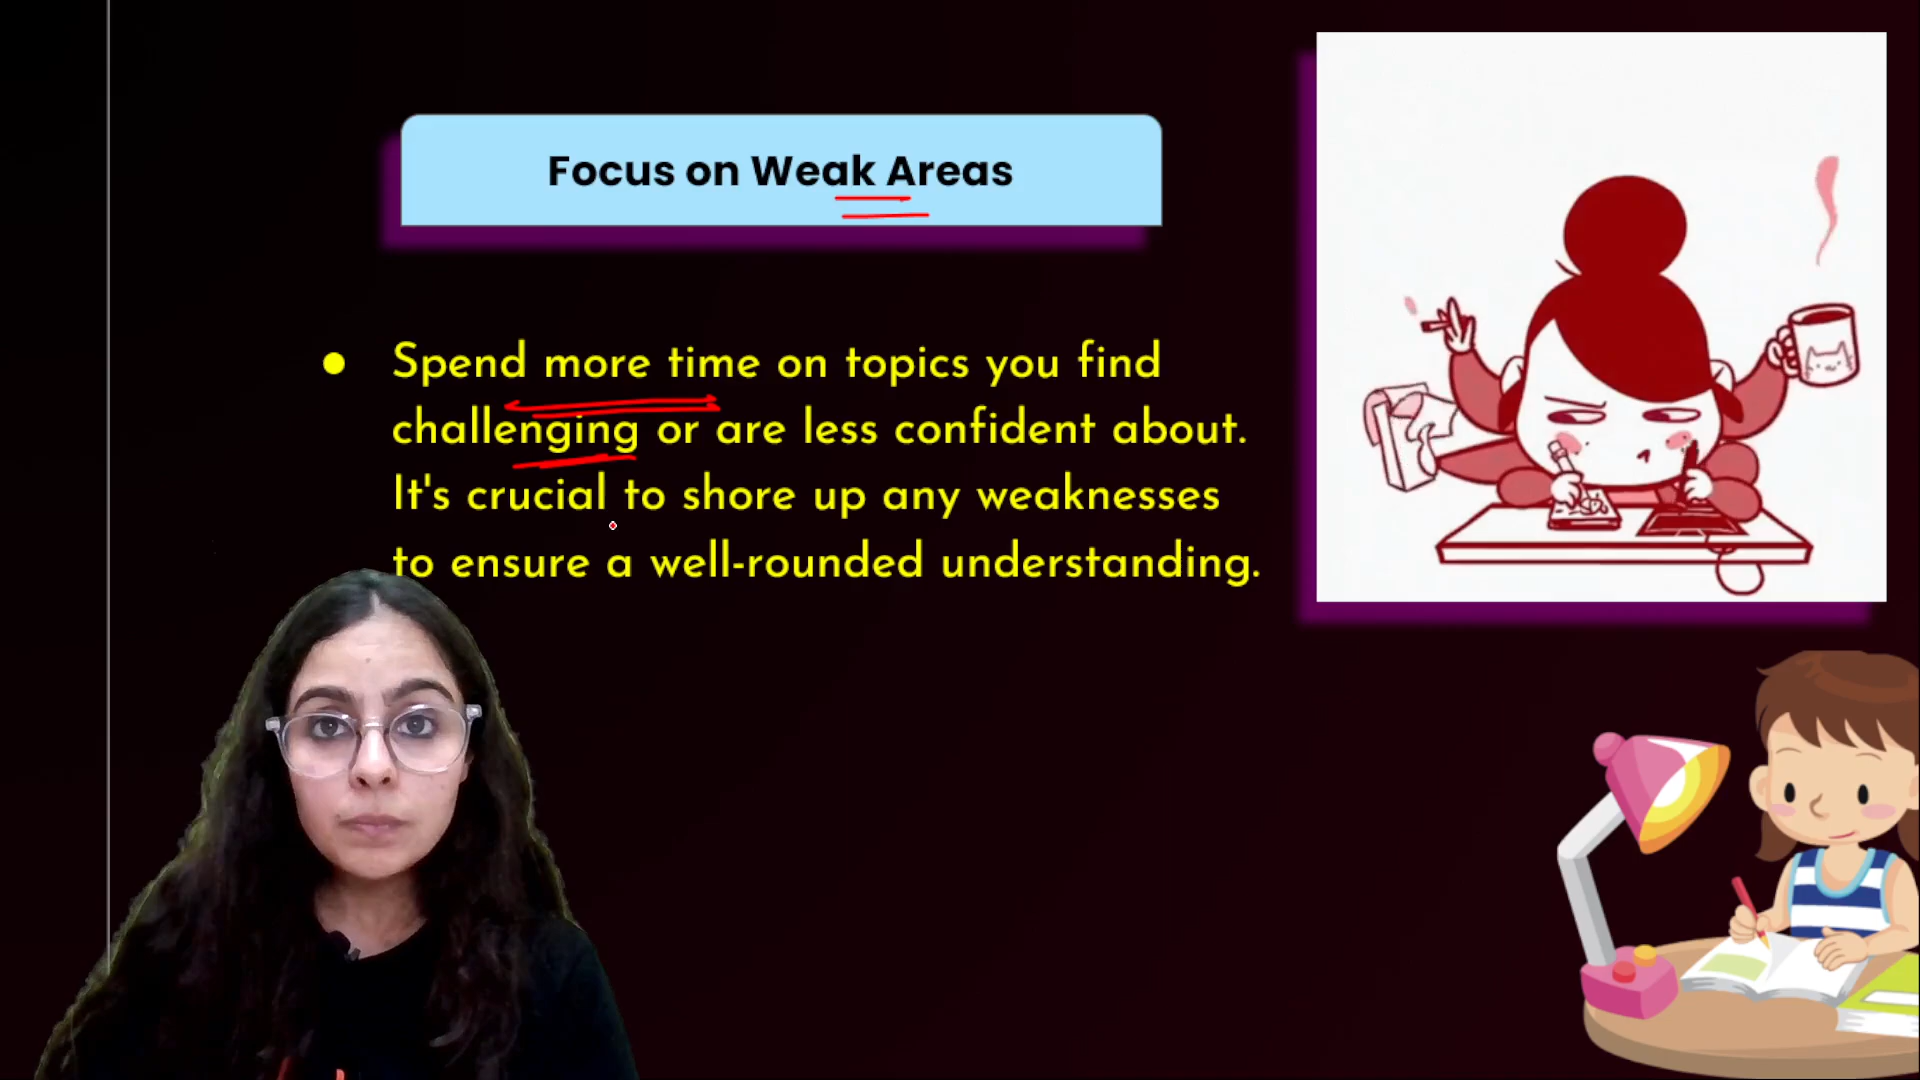 Focus on Weak Areas
● Spend more time on topics you find
challenging or are less confident about.
It's crucial to shore up any weaknesses
to ensure a well-rounded understanding.